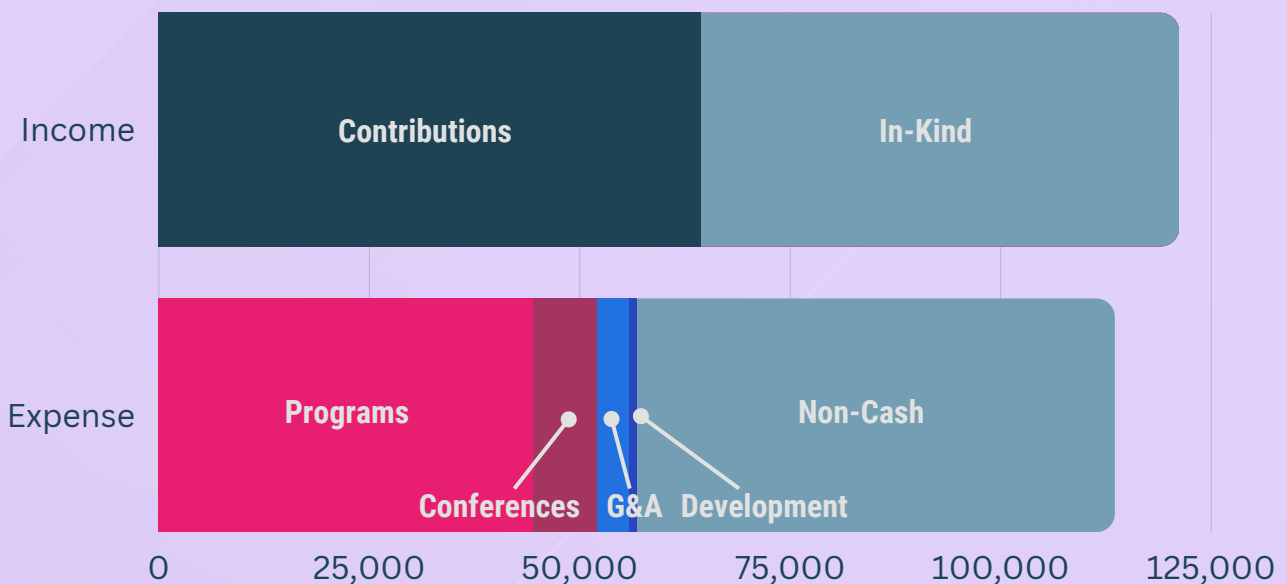 Income
Contributions
In-Kind
Expense
Programs
Non-Cash
Conferences
G&A
Development
0
25,000
50,000
75,000
100,000
125,000